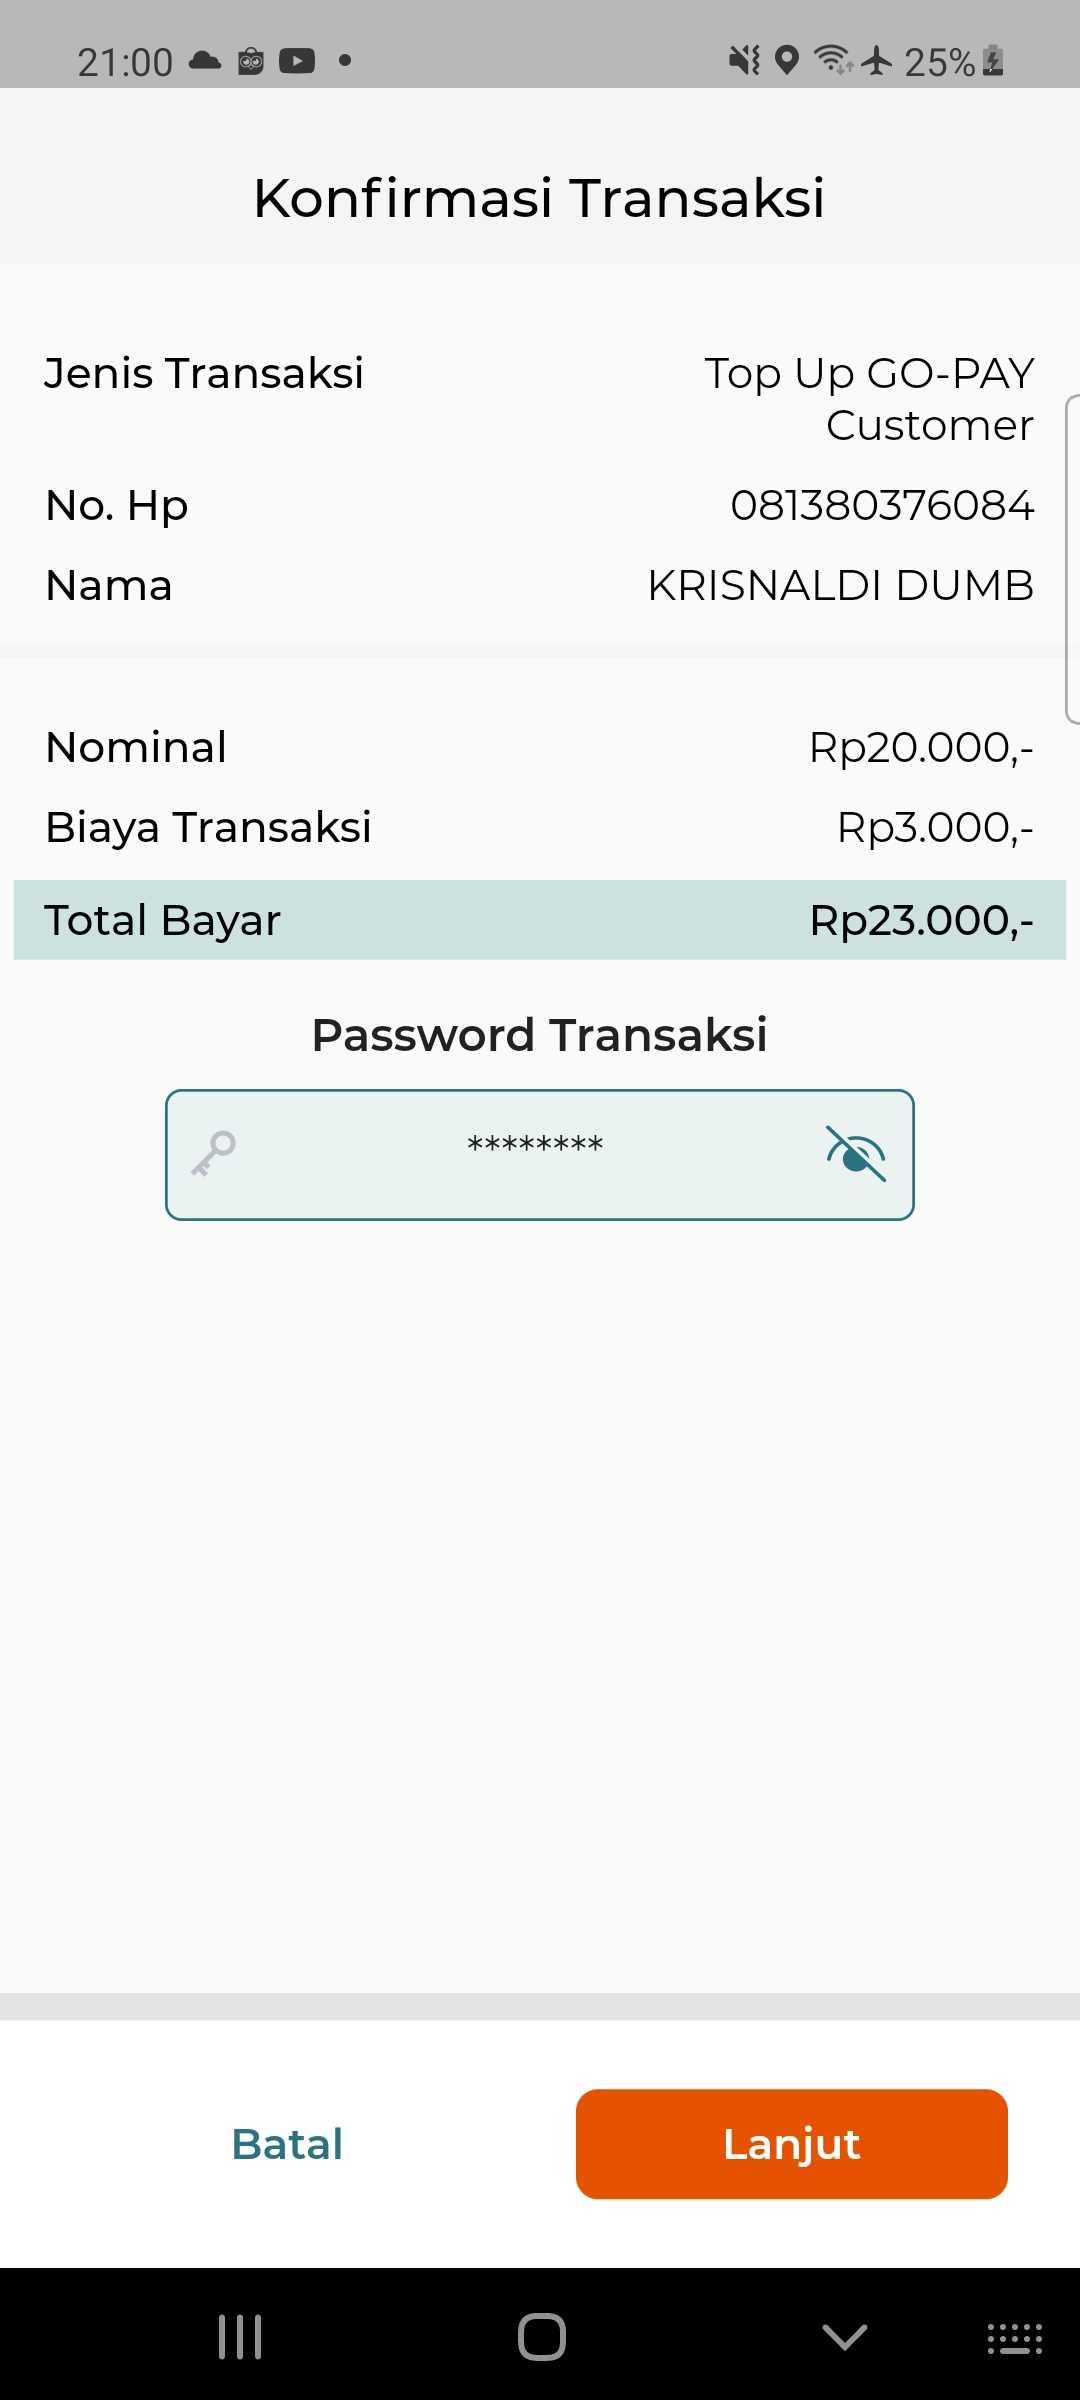 21:00
25%
Konfirmasi Transaksi
Jenis Transaksi
Top Up GO-PAY
Customer
No. Hp
081380376084
Nama
KRISNALDI DUMB
Nominal
Rp20.000,-
Biaya Transaksi
Rp3.000,-
Total Bayar
Rp23.000,-
Password Transaksi
********
Batal
Lanjut